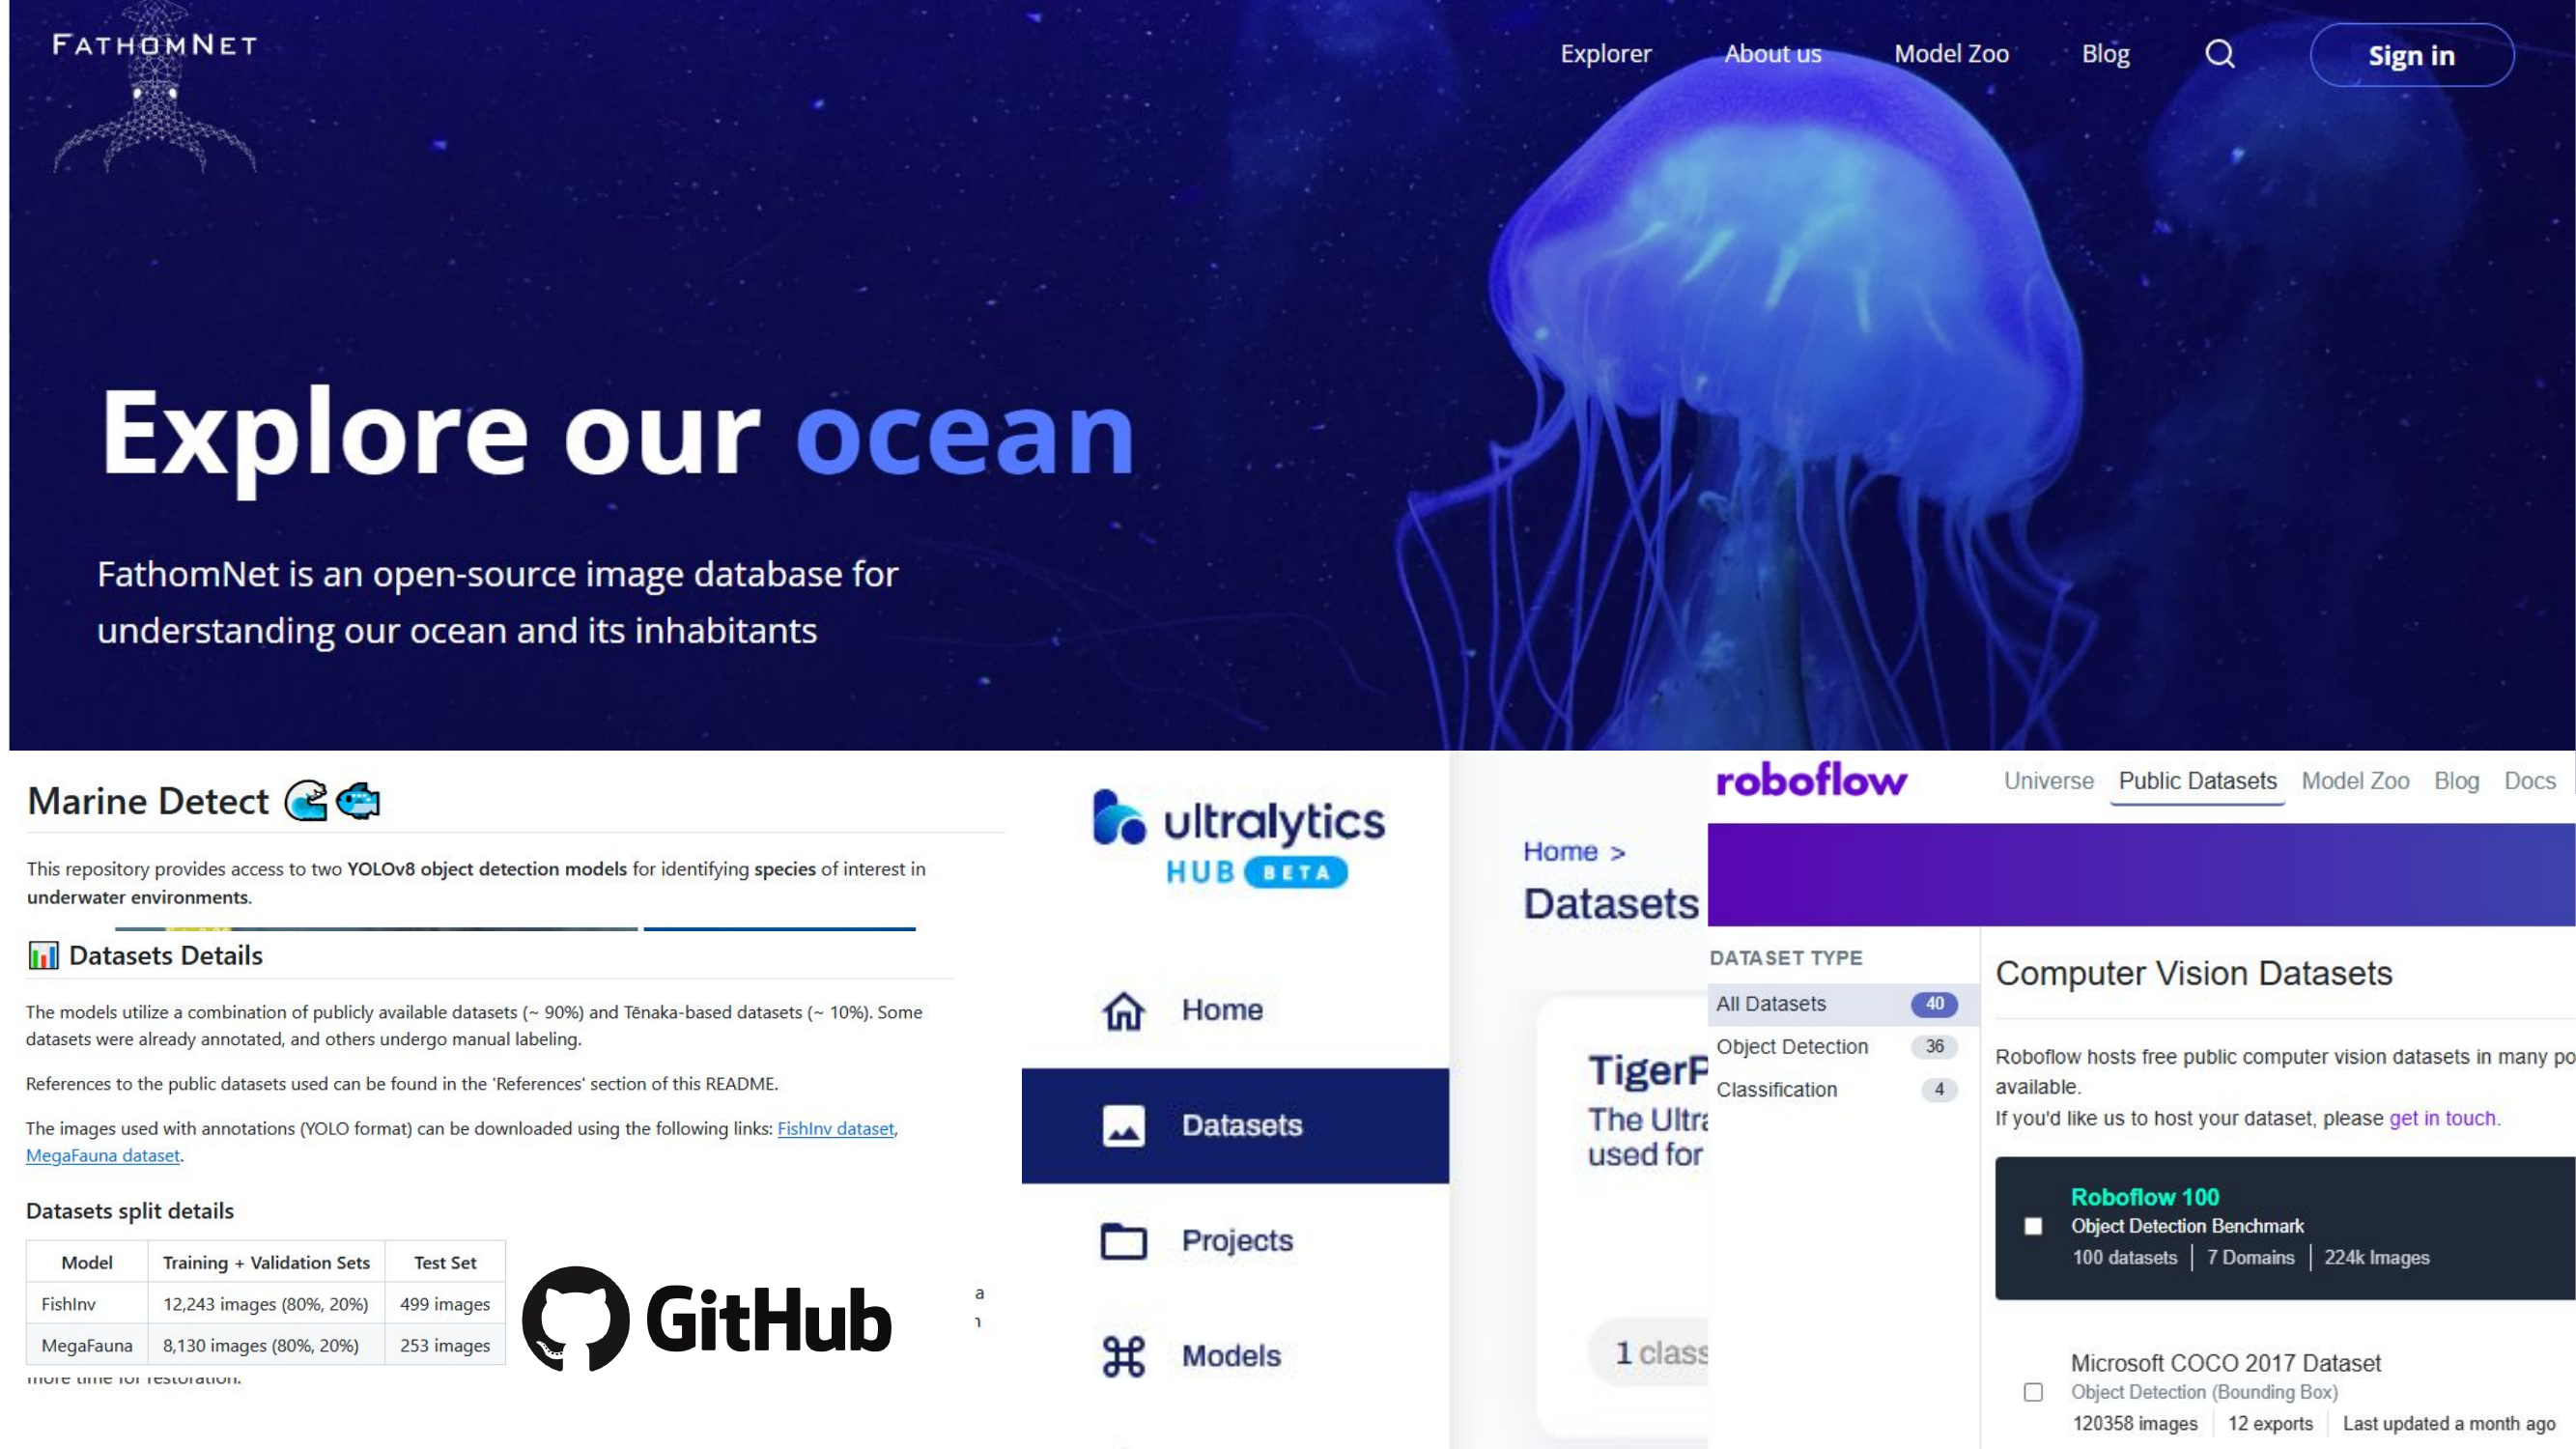 FATHOMNET
Explorer
About us
Model Zoo
Blog
Sign in
Explore our ocean
FathomNet is an open-source image database for
understanding our ocean and its inhabitants
Marine Detect
This repository provides access to two YOLOv8 object detection models for identifying species of interest in
underwater environments.
Datasets Details
The models utilize a combination of publicly available datasets (~ 90%) and Tēnaka-based datasets (~ 10%). Some
datasets were already annotated, and others undergo manual labeling.
References to the public datasets used can be found in the 'References' section of this README.
The images used with annotations (YOLO format) can be downloaded using the following links: FishInv dataset,
MegaFauna dataset.
Datasets split details
Model Training + Validation Sets Test Set
FishInv 12,243 images (80%, 20%) 499 images
MegaFauna 8,130 images (80%, 20%) 253 images
more time for restoration.
GitHub
a
ultralytics
HUB BETA
Home
Datasets
Projects
Models
Home >
Datasets
TigerP
The Ultra
used for
1 class
roboflow
Universe
Public Datasets
Model Zoo
Blog
Docs
DATASET TYPE
All Datasets 40
Object Detection 36
Classification 4
Computer Vision Datasets
Roboflow hosts free public computer vision datasets in many po
available.
If you'd like us to host your dataset, please get in touch.
Roboflow 100
Object Detection Benchmark
100 datasets | 7 Domains | 224k Images
Microsoft COCO 2017 Dataset
Object Detection (Bounding Box)
120358 images 12 exports Last updated a month ago